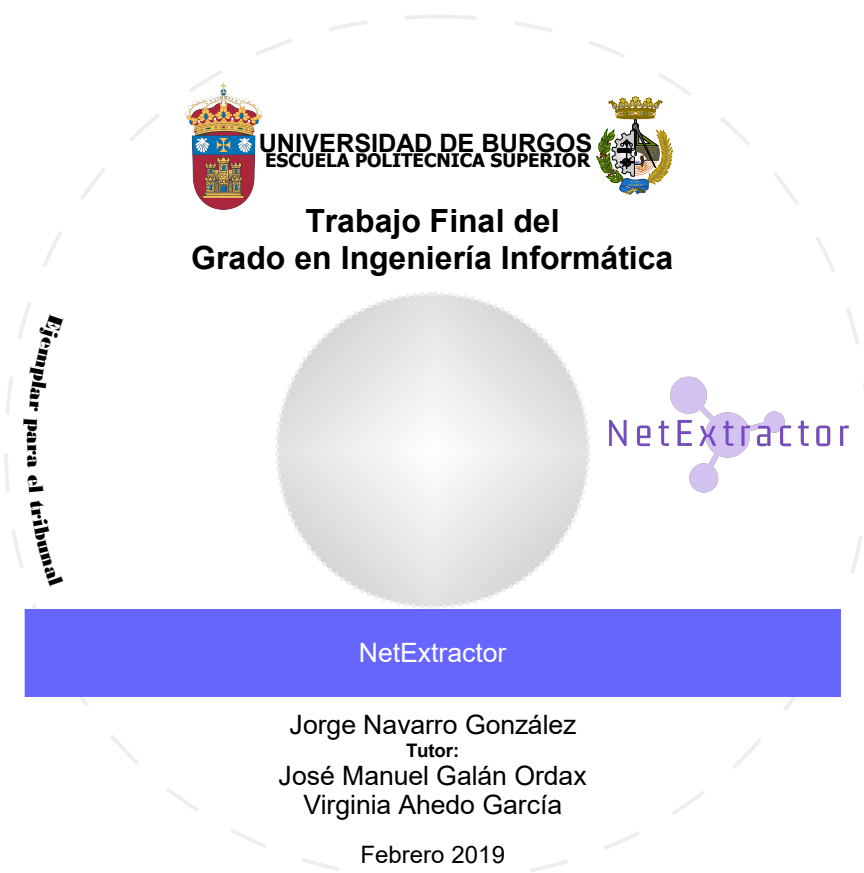 UNIVERSIDAD DE BURGOS
ESCUELA POLITECNICA SUPERIOR
Trabajo Final del
Grado en Ingeniería Informática
Ejemplar para el tribunal
NetExtractor
NetExtractor
Jorge Navarro González
Tutor:
José Manuel Galán Ordax
Virginia Ahedo García
Febrero 2019